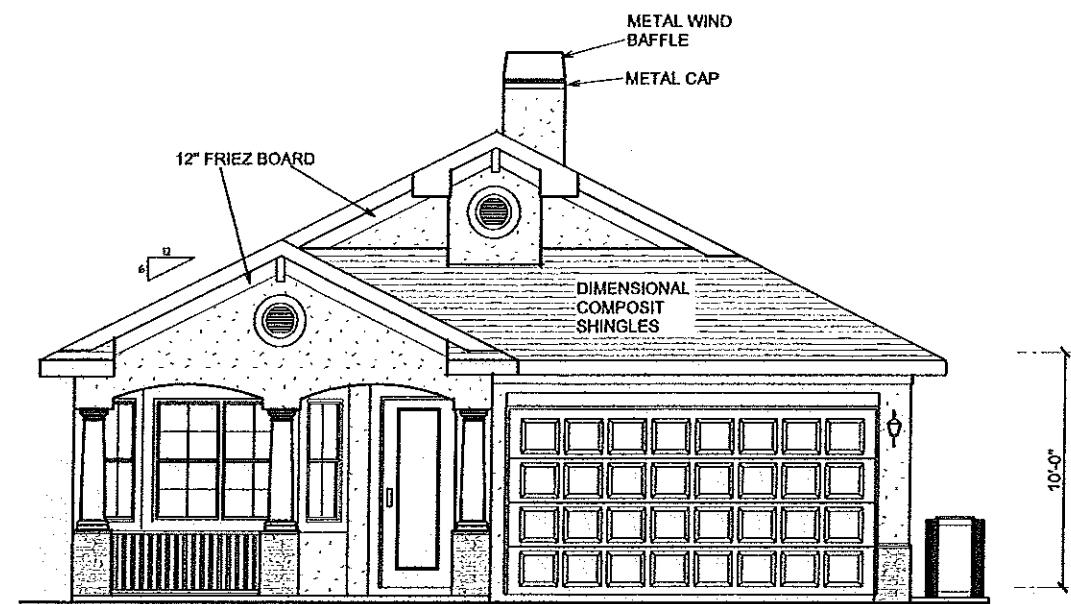 METAL WIND
BAFFLE
METAL CAP
12" FRIEZ BOARD
12
6
DIMENSIONAL
COMPOSIT
SHINGLES
10'-0"